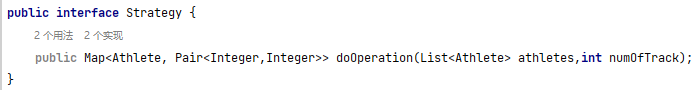 public interface Strategy {
2 个用法 2 个实现
public Map<Athlete, Pair<Integer,Integer>> doOperation(List<Athlete> athletes,int numOfTrack);
}